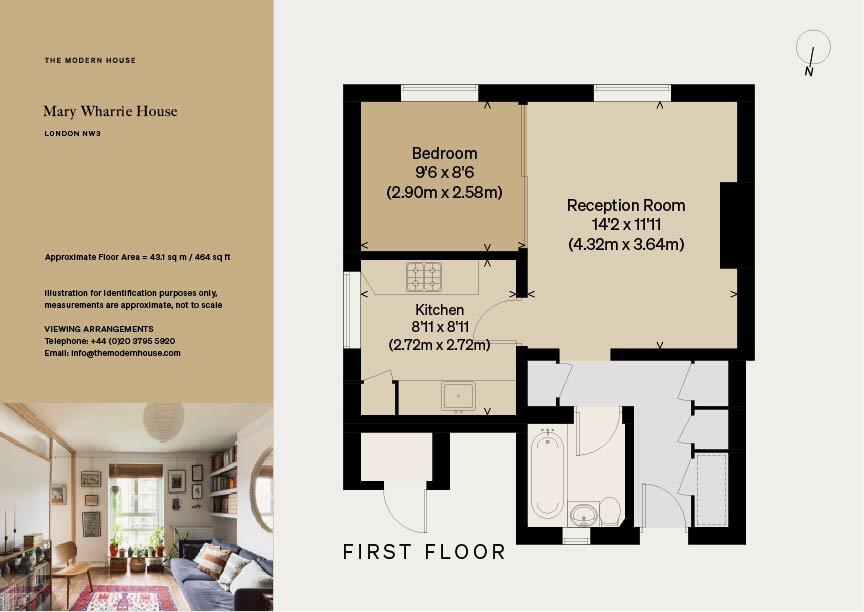 THE MODERN HOUSE
Mary Wharrie House
LONDON NW3
Approximate Floor Area = 43.1 sq m / 464 sq ft
Illustration for identification purposes only,
measurements are approximate, not to scale
VIEWING ARRANGEMENTS
Telephone: +44 (0)20 3795 5920
Email: info@themodernhouse.com
N
Bedroom
9'6 x 8'6
(2.90m x 2.58m)
Reception Room
14'2 x 11'11
(4.32m x 3.64m)
Kitchen
8'11 x 8'11
(2.72m x 2.72m)
FIRST FLOOR